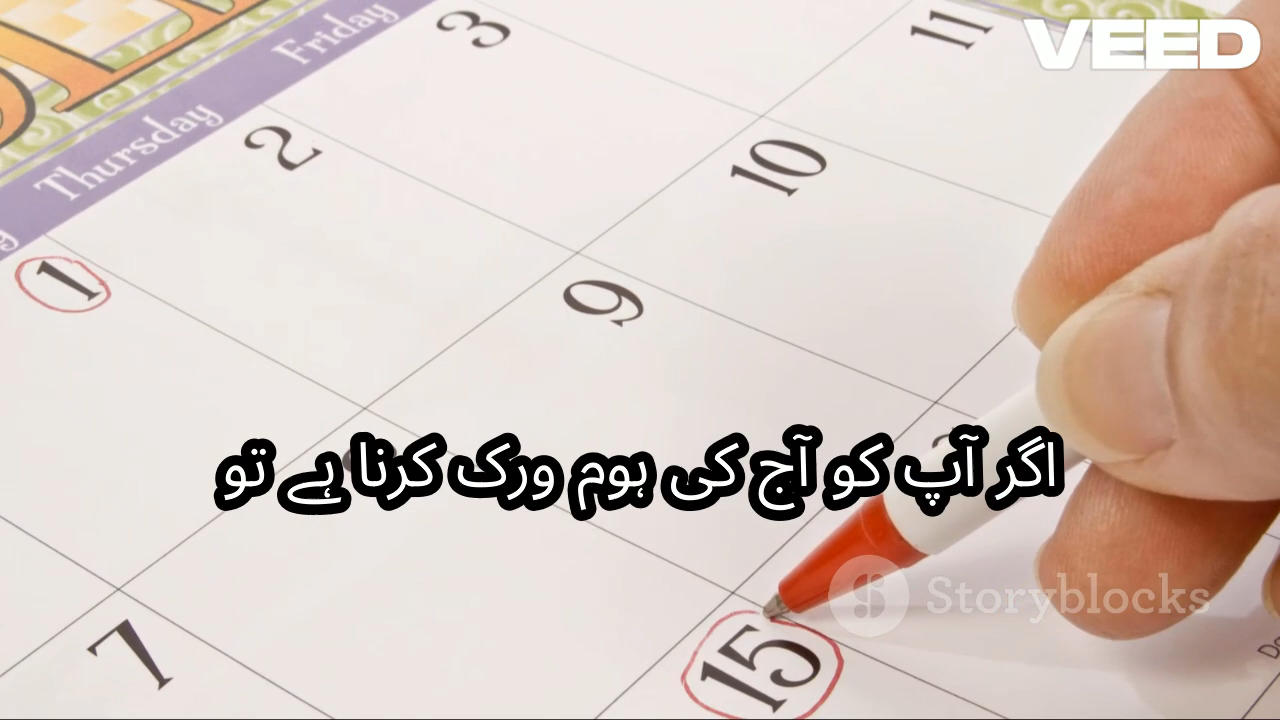 VEED
Friday
3
11
Thursday
2
10
1
9
اگر آپ کو آج کی ہوم ورک کرنا ہے تو
Storyblocks
7
15